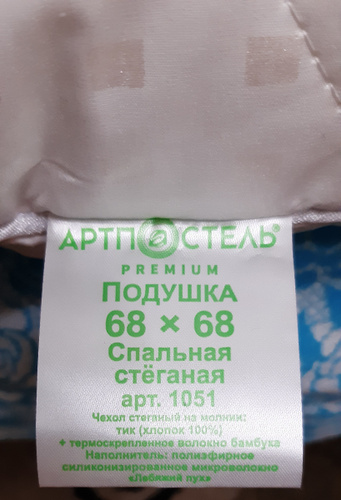 АРТПОСТЕЛЬ®
PREMIUM
ПОДУШКА
68 × 68
Спальная
стёганая
арт. 1051
Чехол стеганый на молнии:
тик (хлопок 100%)
+ термоскрепленное волокно бамбука
Наполнитель: полиэфирное
силиконизированное микроволокно
«Лебяжий пух»